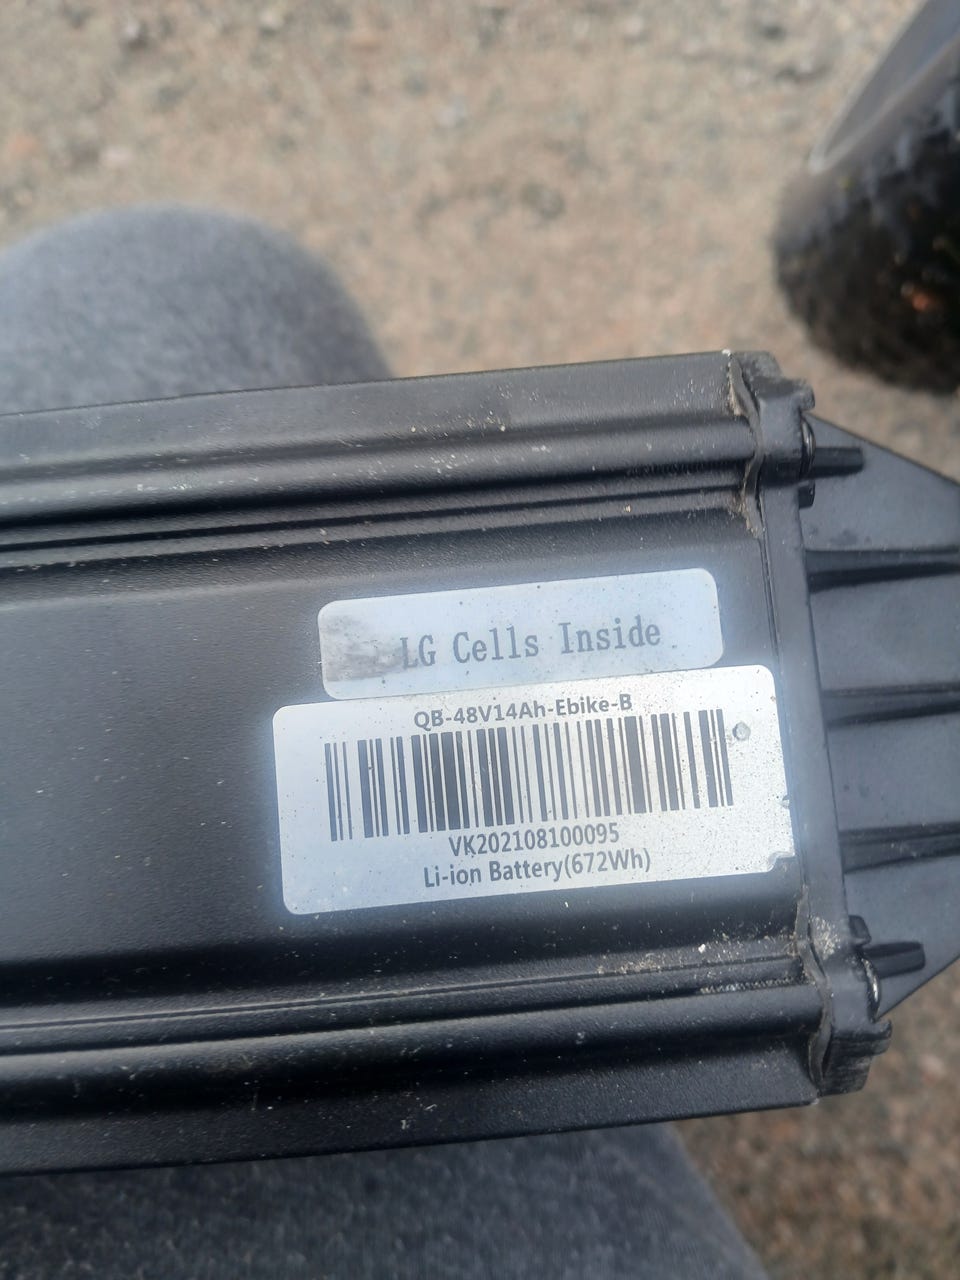 LG Cells Inside
QB-48V14Ah-Ebike-B
VK202108100095
Li-ion Battery(672Wh)